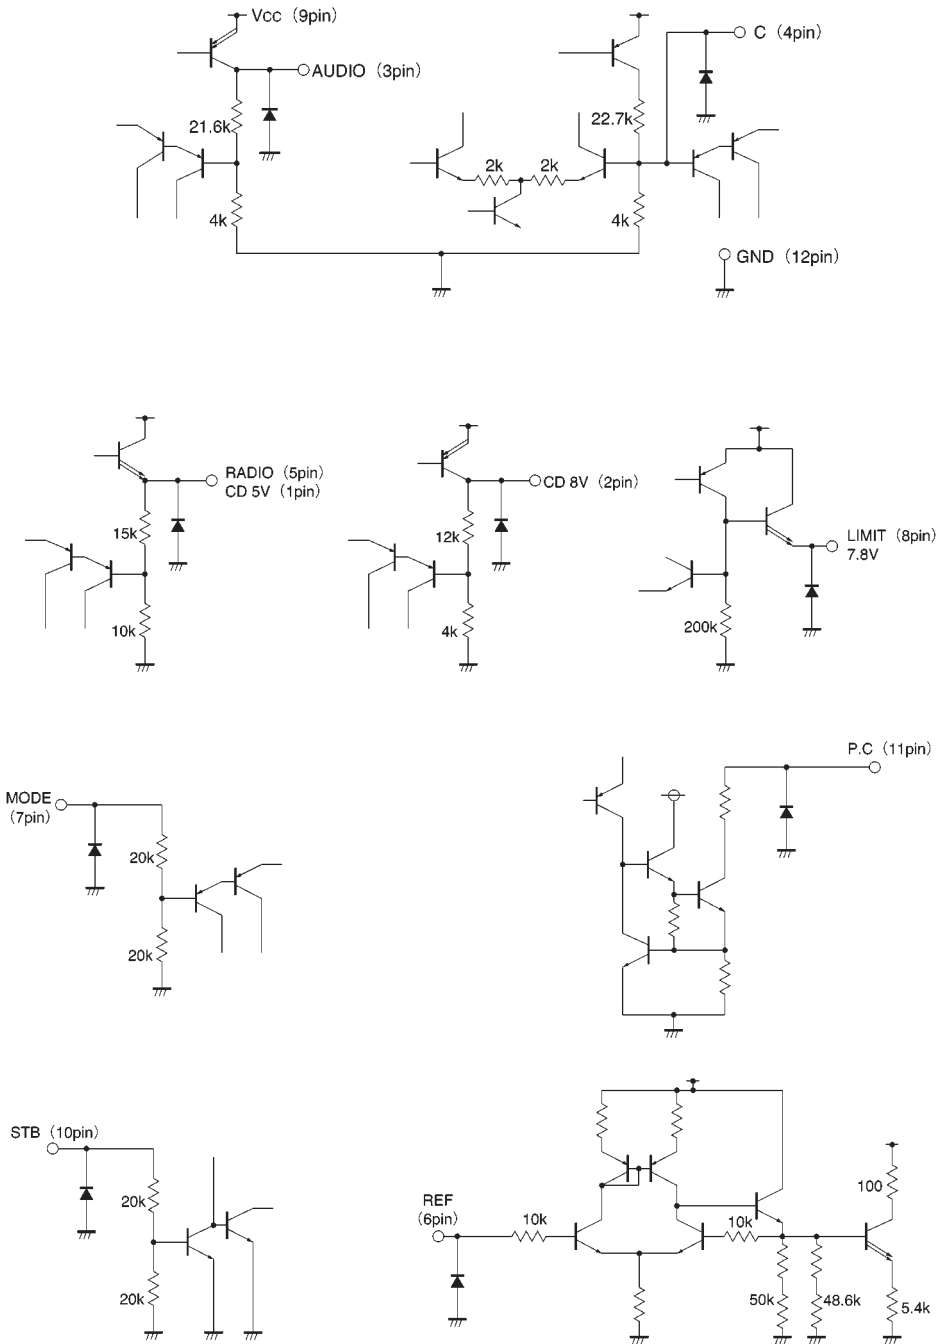 Vcc (9pin)
AUDIO (3pin)
C (4pin)
21.6k
22.7k
2k
2k
4k
4k
GND (12pin)
RADIO (5pin)
CD 5V (1pin)
CD 8V (2pin)
15k
12k
LIMIT (8pin)
7.8V
10k
4k
200k
P.C (11pin)
MODE
(7pin)
20k
20k
STB (10pin)
20k
20k
REF
(6pin)
10k
10k
100
50k
48.6k
5.4k